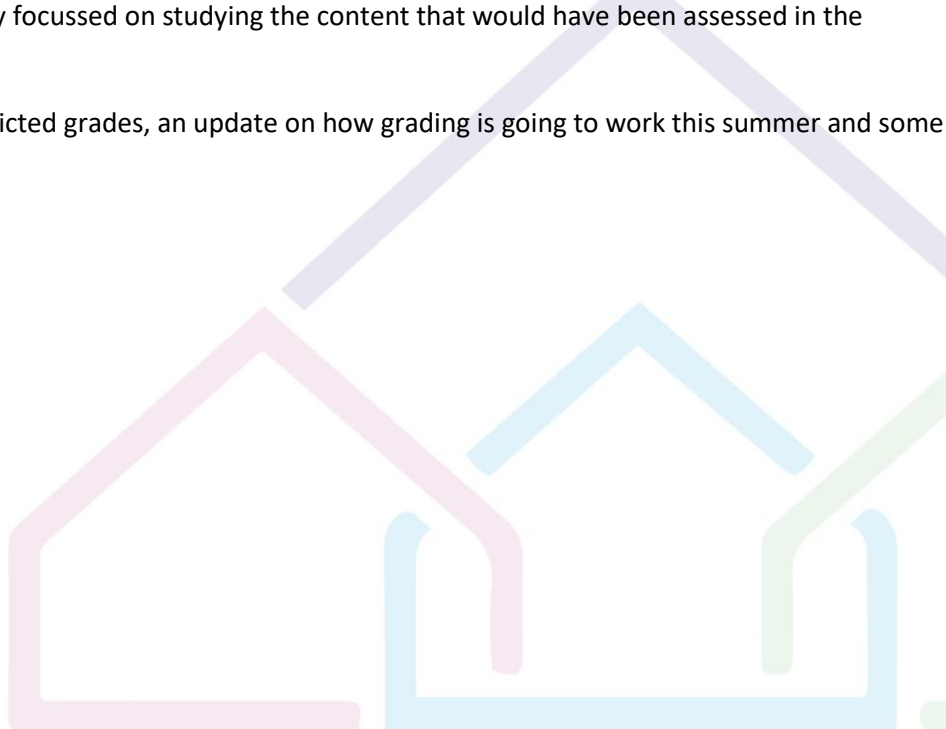 focussed on studying the content that would have been assessed in the
grades, an update on how grading is going to work this summer and some